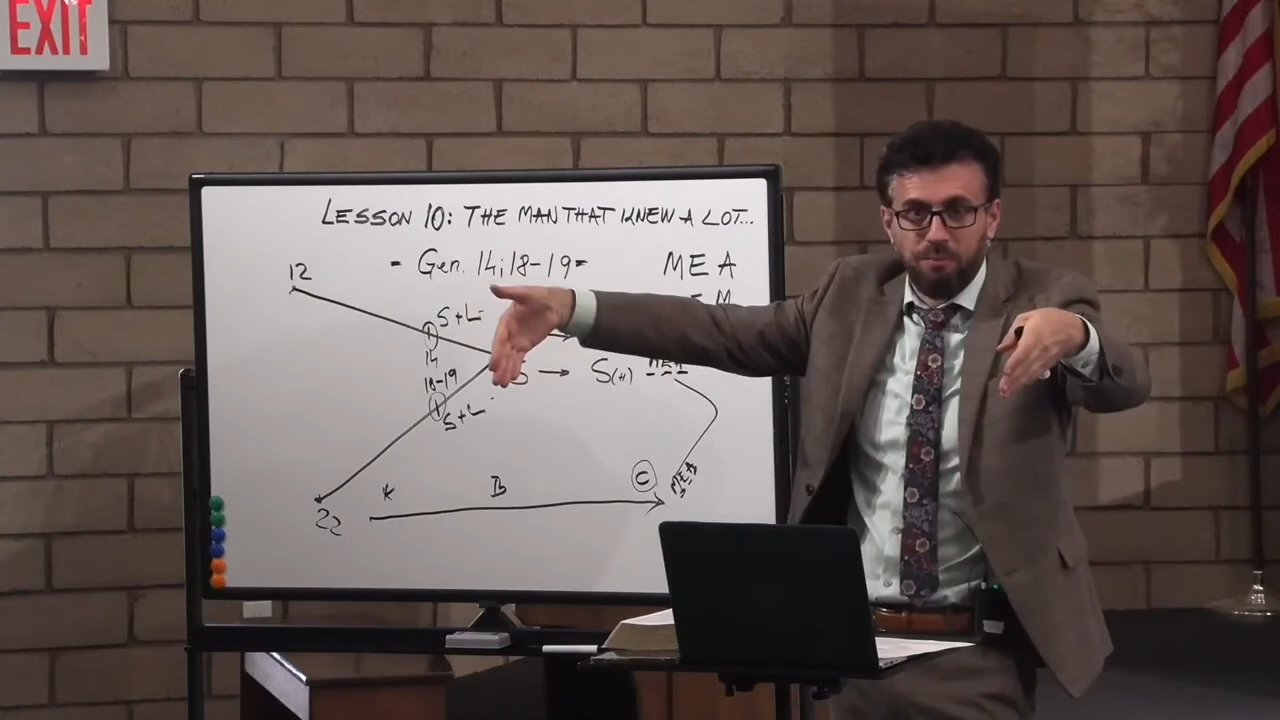 EXIT
LESSON 10: THE MAN THAT KNEW A LOT...
- Gen. 14; 18-19 -
MEA
12
S+L
14
18-19
S → S(+) MEA
S+L
22
K B C MEA